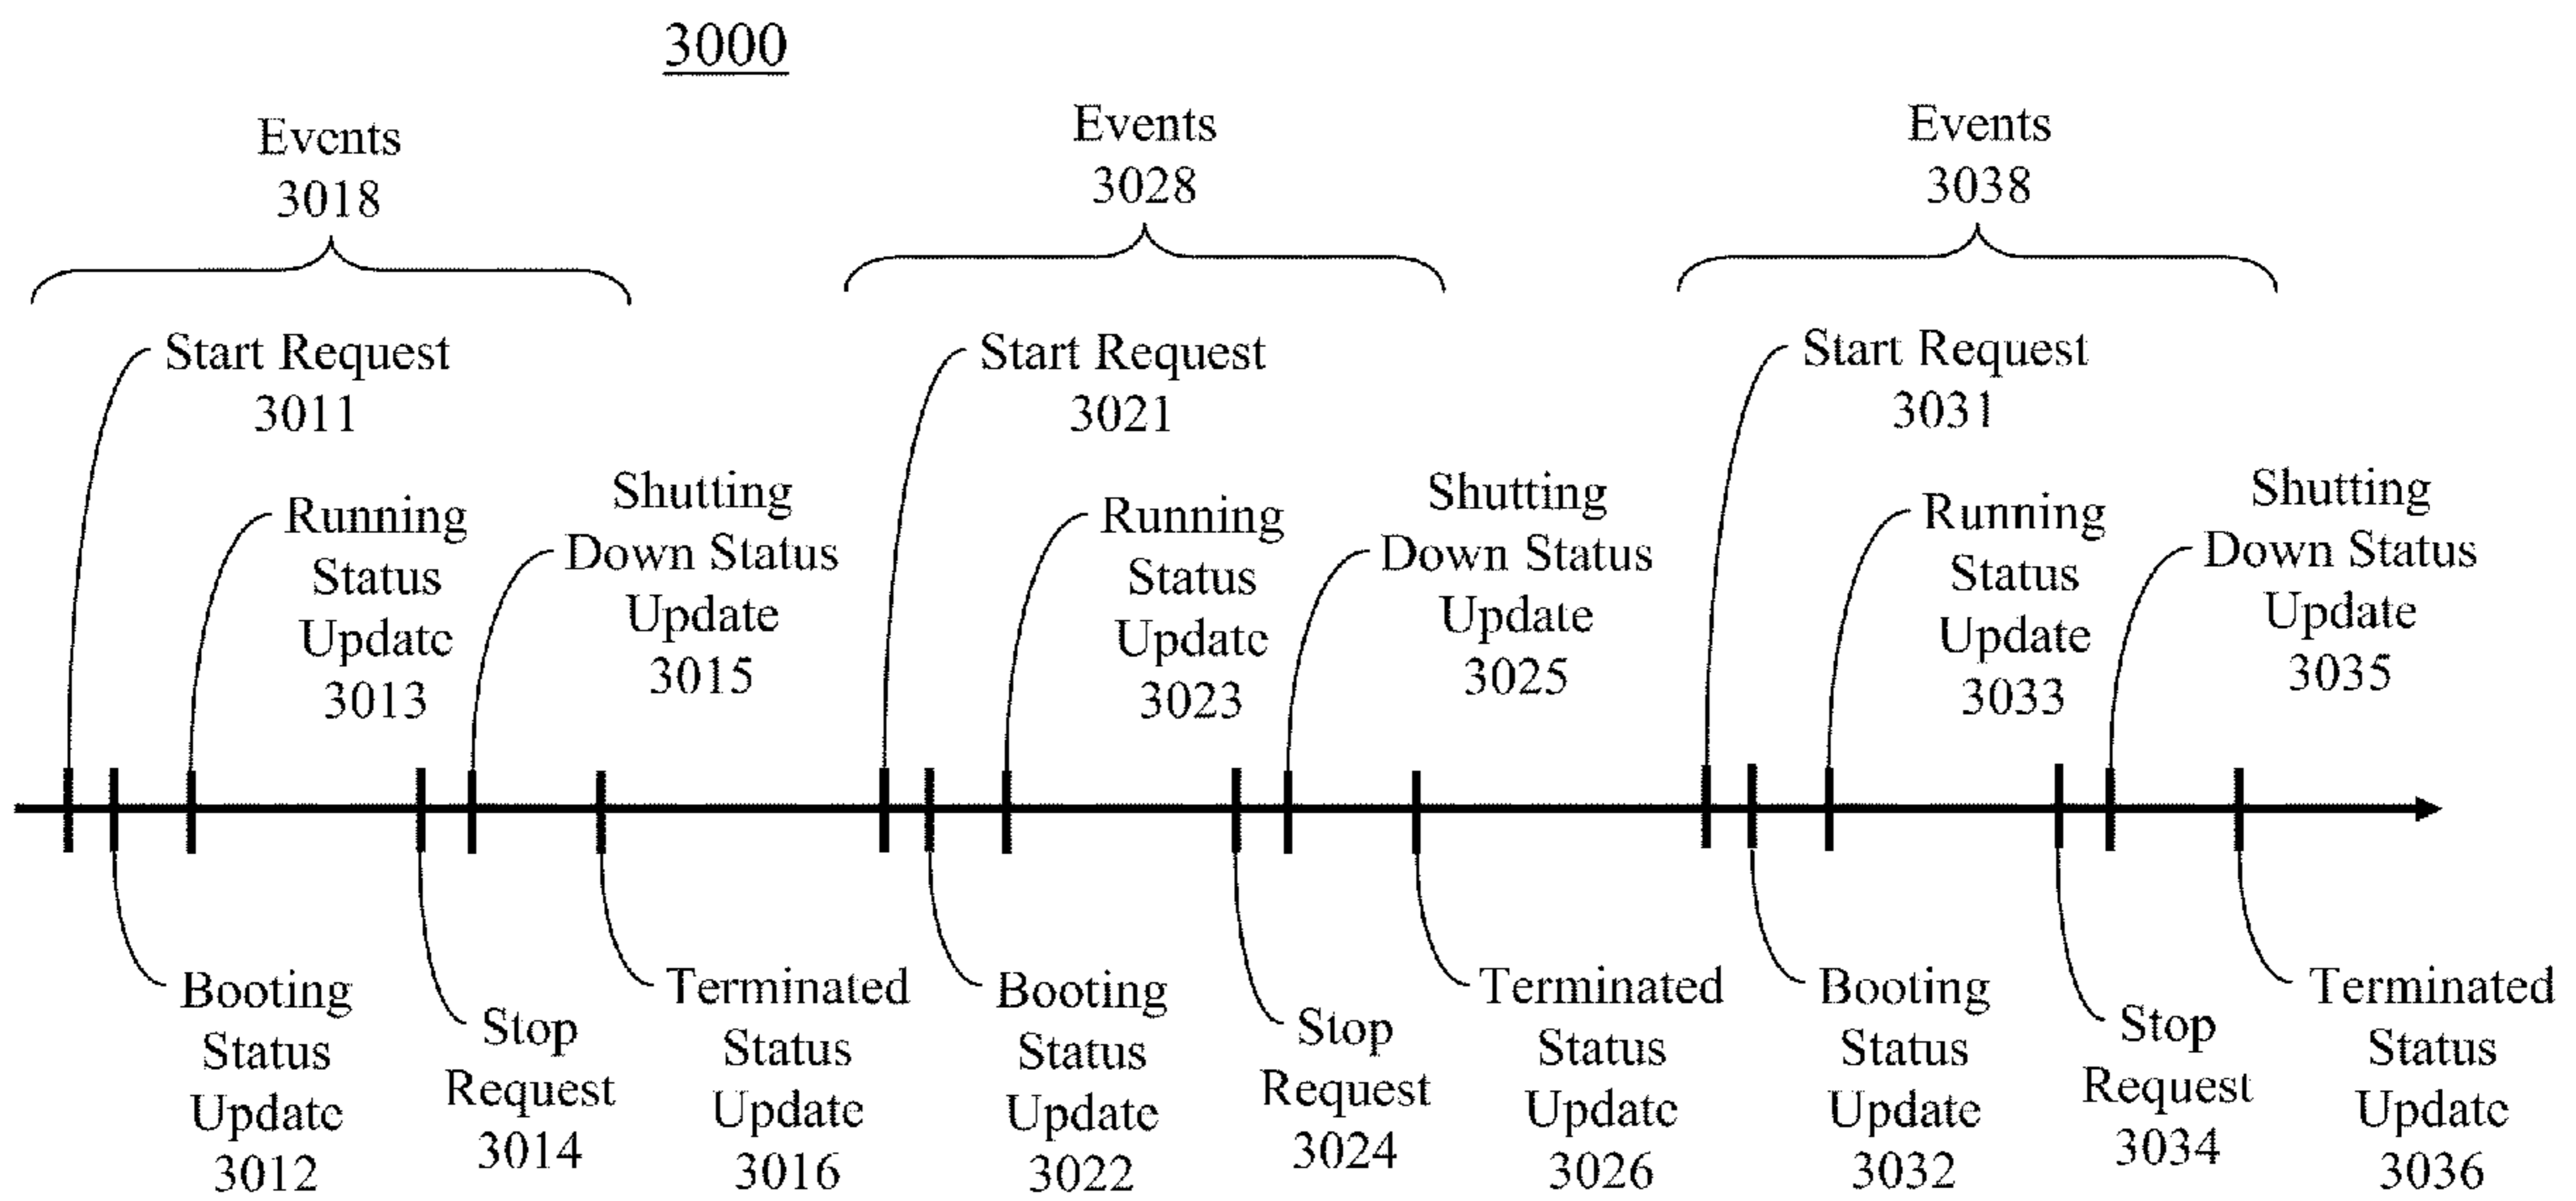 3000
Events
3018
Events
3028
Events
3038
Start Request
3011
Start Request
3021
Start Request
3031
Running
Status
Update
3013
Shutting
Down Status
Update
3015
Running
Status
Update
3023
Shutting
Down Status
Update
3025
Running
Status
Update
3033
Shutting
Down Status
Update
3035
Booting
Status
Update
3012
Stop
Request
3014
Terminated
Status
Update
3016
Booting
Status
Update
3022
Stop
Request
3024
Terminated
Status
Update
3026
Booting
Status
Update
3032
Stop
Request
3034
Terminated
Status
Update
3036